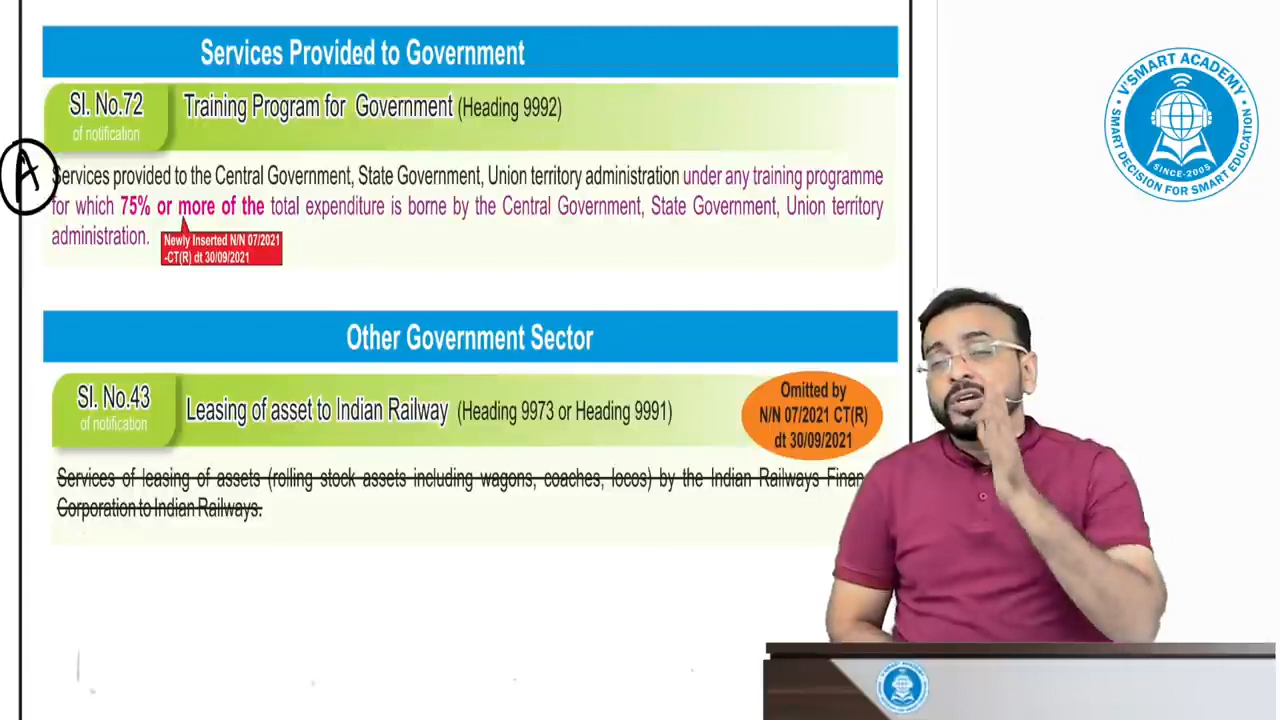 Services Provided to Government
Sl. No.72
of notification
Training Program for Government (Heading 9992)
A
Services provided to the Central Government, State Government, Union territory administration under any training programme
for which 75% or more of the total expenditure is borne by the Central Government, State Government, Union territory
administration.
Newly Inserted N/N 07/2021
-CT(R) dt 30/09/2021
Other Government Sector
Sl. No.43
of notification
Leasing of asset to Indian Railway (Heading 9973 or Heading 9991)
Omitted by
N/N 07/2021 CT(R)
dt 30/09/2021
Services of leasing of assets (rolling stock assets including wagons, coaches, locos) by the Indian Railways Finan
Corporation to Indian Railways.
V'SMART ACADEMY
SINCE-2005
SMART DECISION FOR SMART EDUCATION